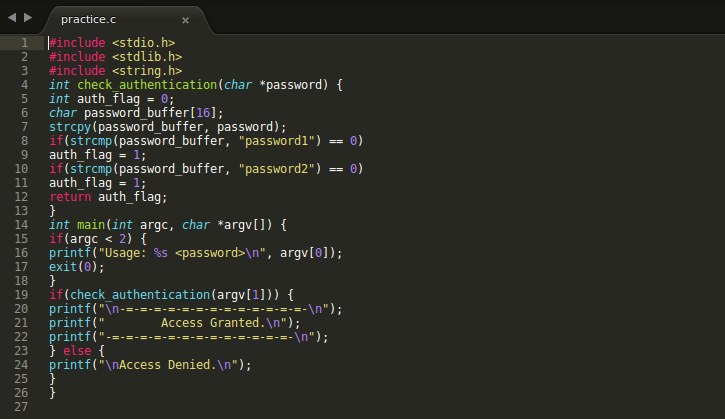 practice.c ×
1 #include <stdio.h>
2 #include <stdlib.h>
3 #include <string.h>
4 int check_authentication(char *password) {
5 int auth_flag = 0;
6 char password_buffer[16];
7 strcpy(password_buffer, password);
8 if(strcmp(password_buffer, "password1") == 0)
9 auth_flag = 1;
10 if(strcmp(password_buffer, "password2") == 0)
11 auth_flag = 1;
12 return auth_flag;
13 }
14 int main(int argc, char *argv[]) {
15 if(argc < 2) {
16 printf("Usage: %s <password>\n", argv[0]);
17 exit(0);
18 }
19 if(check_authentication(argv[1])) {
20 printf("\n-=-=-=-=-=-=-=-=-=-=-=-=-=-\n");
21 printf("        Access Granted.\n");
22 printf("-=-=-=-=-=-=-=-=-=-=-=-=-=-\n");
23 } else {
24 printf("\nAccess Denied.\n");
25 }
26 }
27